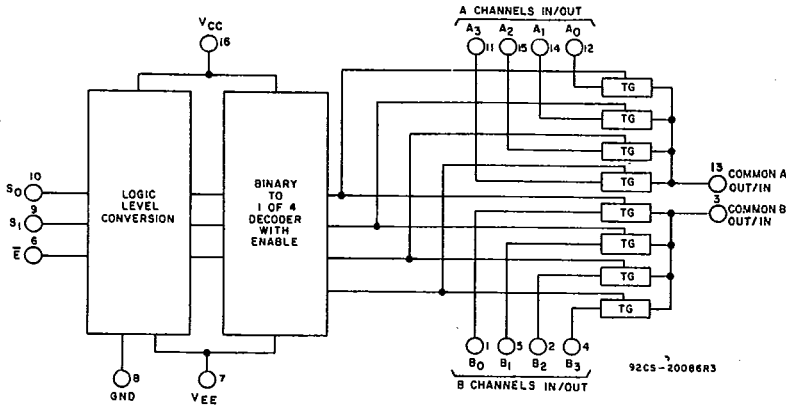 A CHANNELS IN/OUT
A3 A2 A1 A0
11 15 14 12
VCC
16
TG
TG
TG
TG
TG
TG
TG
TG
10
S0
9
S1
6
E̅
LOGIC
LEVEL
CONVERSION
BINARY
TO
1 OF 4
DECODER
WITH
ENABLE
13
COMMON A
OUT/IN
3
COMMON B
OUT/IN
8
GND
7
VEE
1 5 2 4
B0 B1 B2 B3
B CHANNELS IN/OUT
92CS-20086R3